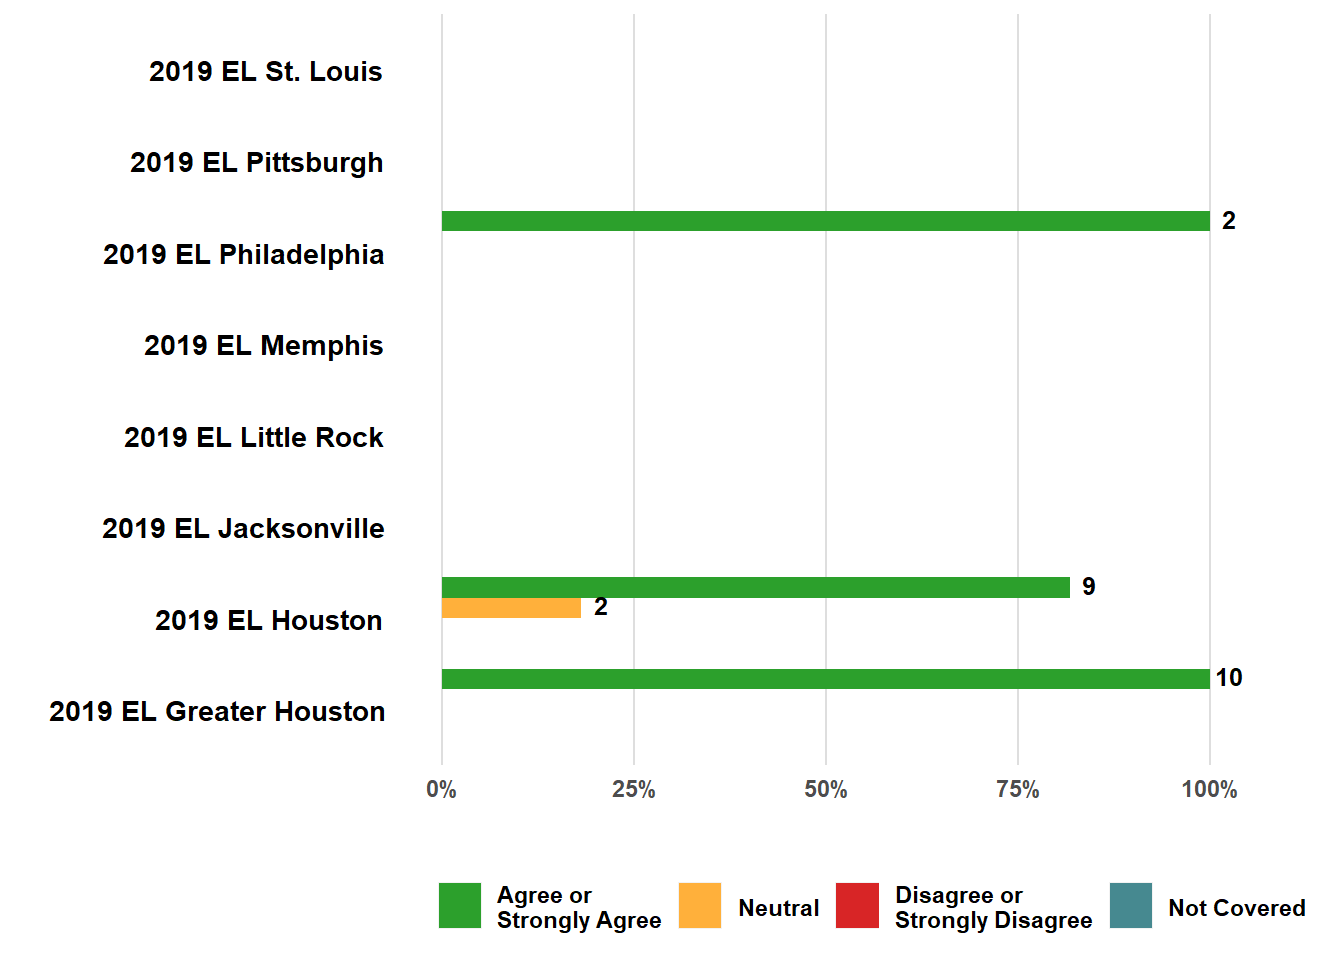 2019 EL St. Louis
2019 EL Pittsburgh
2
2019 EL Philadelphia
2019 EL Memphis
2019 EL Little Rock
2019 EL Jacksonville
9
2
2019 EL Houston
10
2019 EL Greater Houston
0% 25% 50% 75% 100%
Agree or
Strongly Agree
Neutral
Disagree or
Strongly Disagree
Not Covered